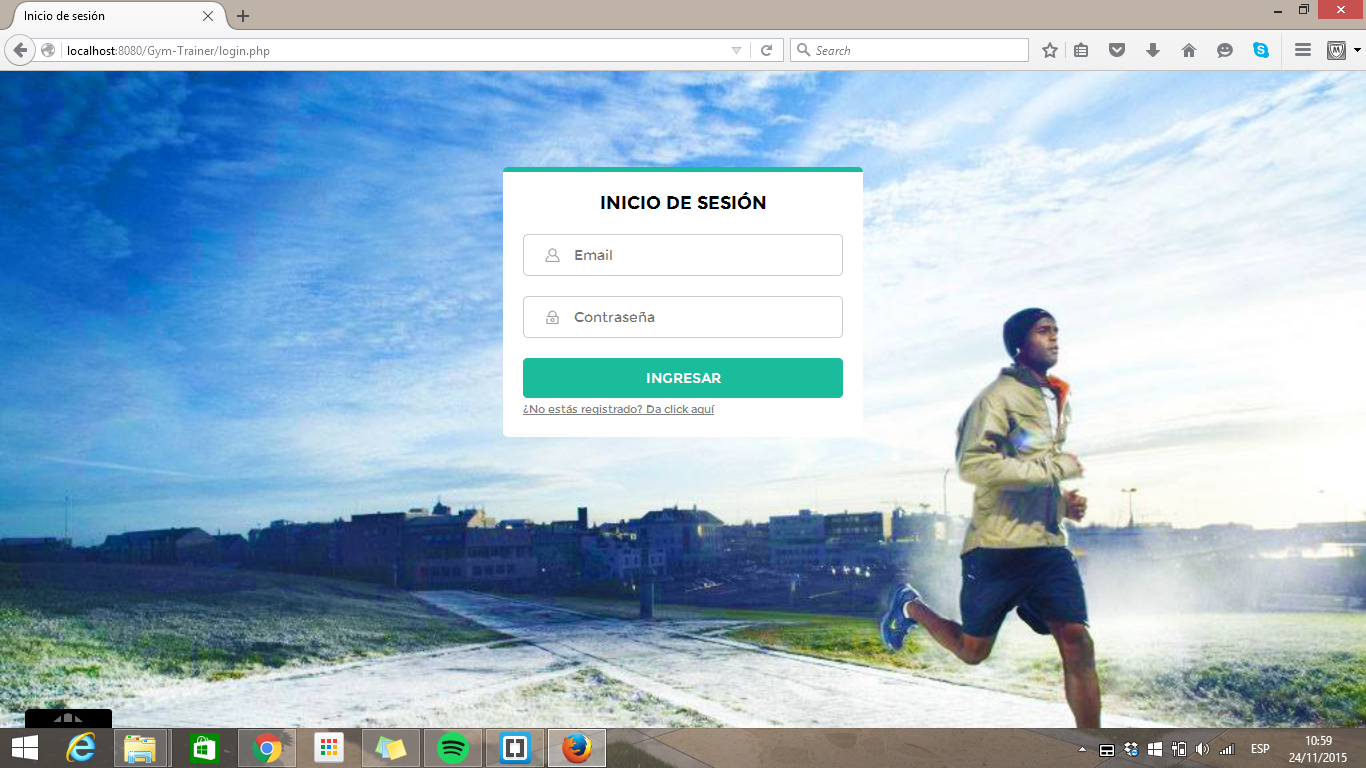 Inicio de sesión
localhost:8080/Gym-Trainer/login.php
Search
INICIO DE SESIÓN
Email
Contraseña
INGRESAR
¿No estás registrado? Da click aquí
ESP
10:59
24/11/2015